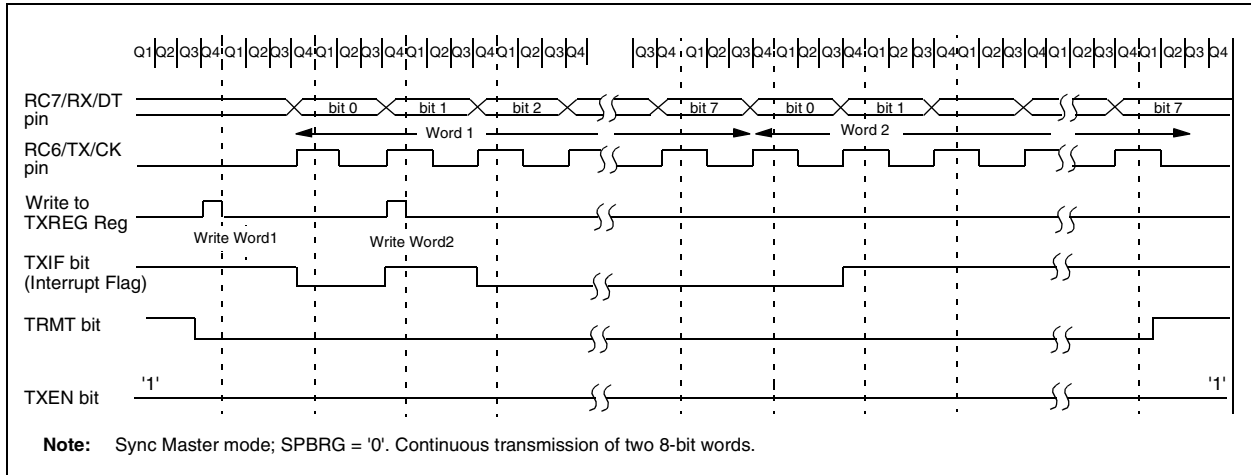 Q1 Q2 Q3 Q4 Q1 Q2 Q3 Q4 Q1 Q2 Q3 Q4 Q1 Q2 Q3 Q4 Q1 Q2 Q3 Q4 Q3 Q4 Q1 Q2 Q3 Q4 Q1 Q2 Q3 Q4 Q1 Q2 Q3 Q4 Q1 Q2 Q3 Q4 Q1 Q2 Q3 Q4
RC7/RX/DT
pin
bit 0 bit 1 bit 2 bit 7 bit 0 bit 1 bit 7
Word 1 Word 2
RC6/TX/CK
pin
Write to
TXREG Reg
Write Word1 Write Word2
TXIF bit
(Interrupt Flag)
TRMT bit
'1' '1'
TXEN bit
Note: Sync Master mode; SPBRG = '0'. Continuous transmission of two 8-bit words.